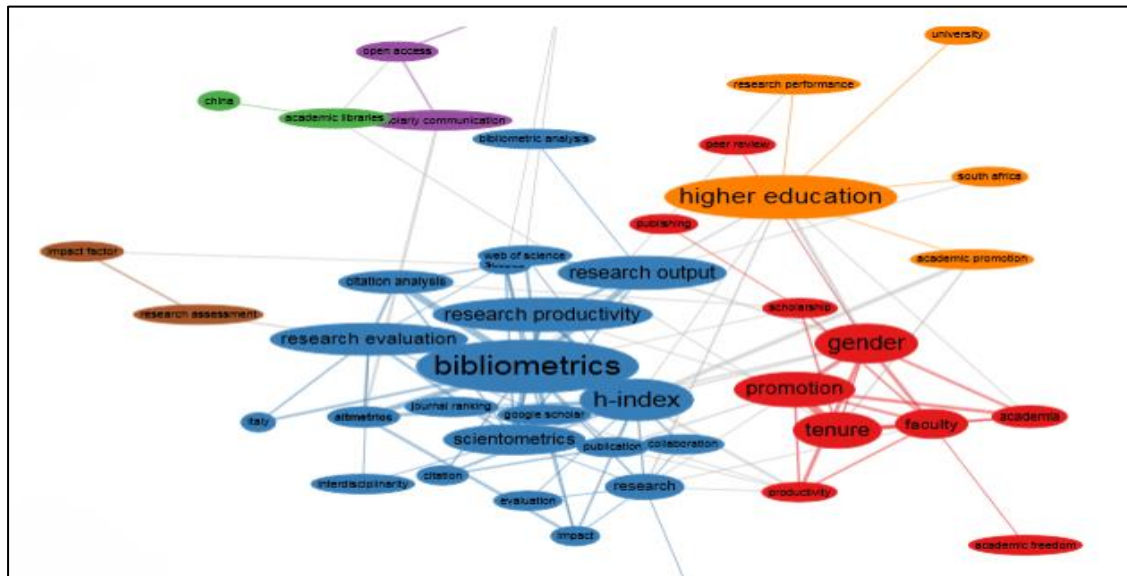 university
open access
research performance
china
academic libraries
olarly communication
bibliometric analysis
peer review
south africa
higher education
publishing
impact factor
web of science
academic promotion
citation analysis
research output
scholarship
research assessment
research productivity
research evaluation
gender
bibliometrics
promotion
h-index
journal ranking
google scholar
altmetrics
italy
academia
faculty
tenure
scientometrics
publication
collaboration
citation
interdisciplinarity
research
productivity
evaluation
impact
academic freedom